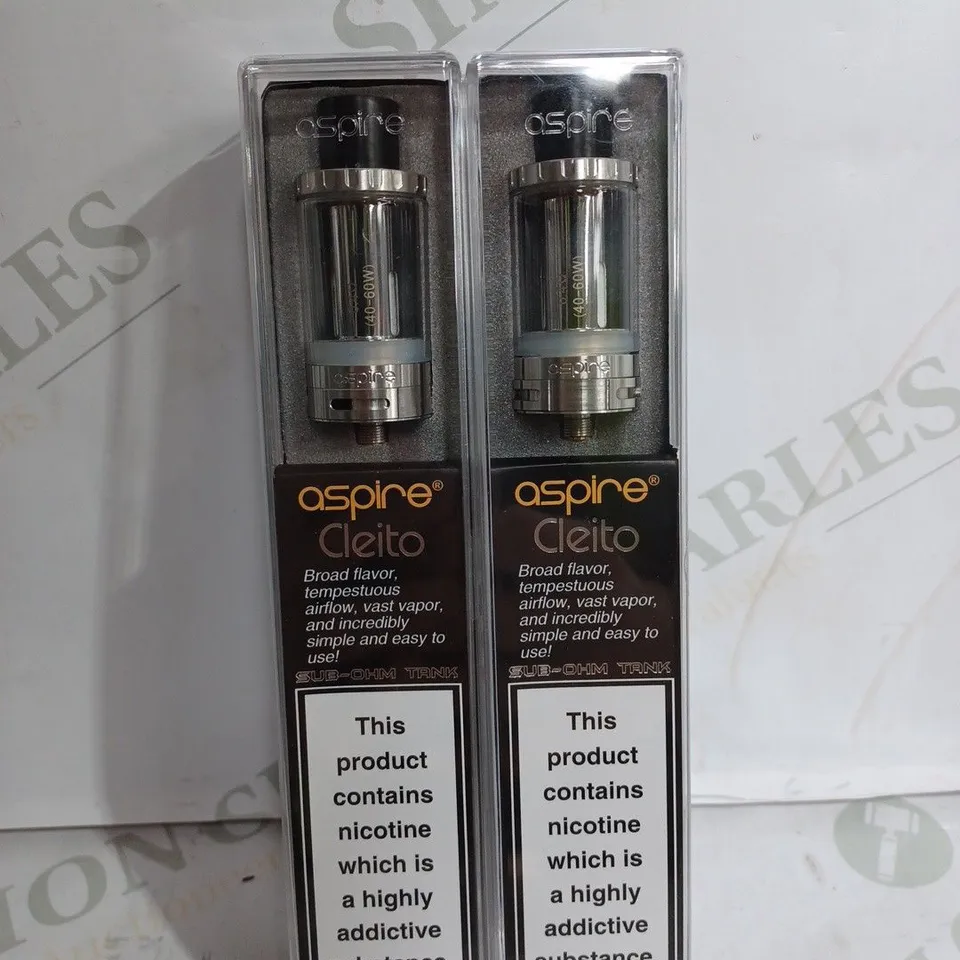 aspire
(40-60W)
aspire
aspire®
Cleito
Broad flavor,
tempestuous
airflow, vast vapor,
and incredibly
simple and easy to
use!
SUB-OHM TANK
This
product
contains
nicotine
which is
a highly
addictive
substance
aspire
(40-60W)
aspire
aspire®
Cleito
Broad flavor,
tempestuous
airflow, vast vapor,
and incredibly
simple and easy to
use!
SUB-OHM TANK
This
product
contains
nicotine
which is
a highly
addictive
substance